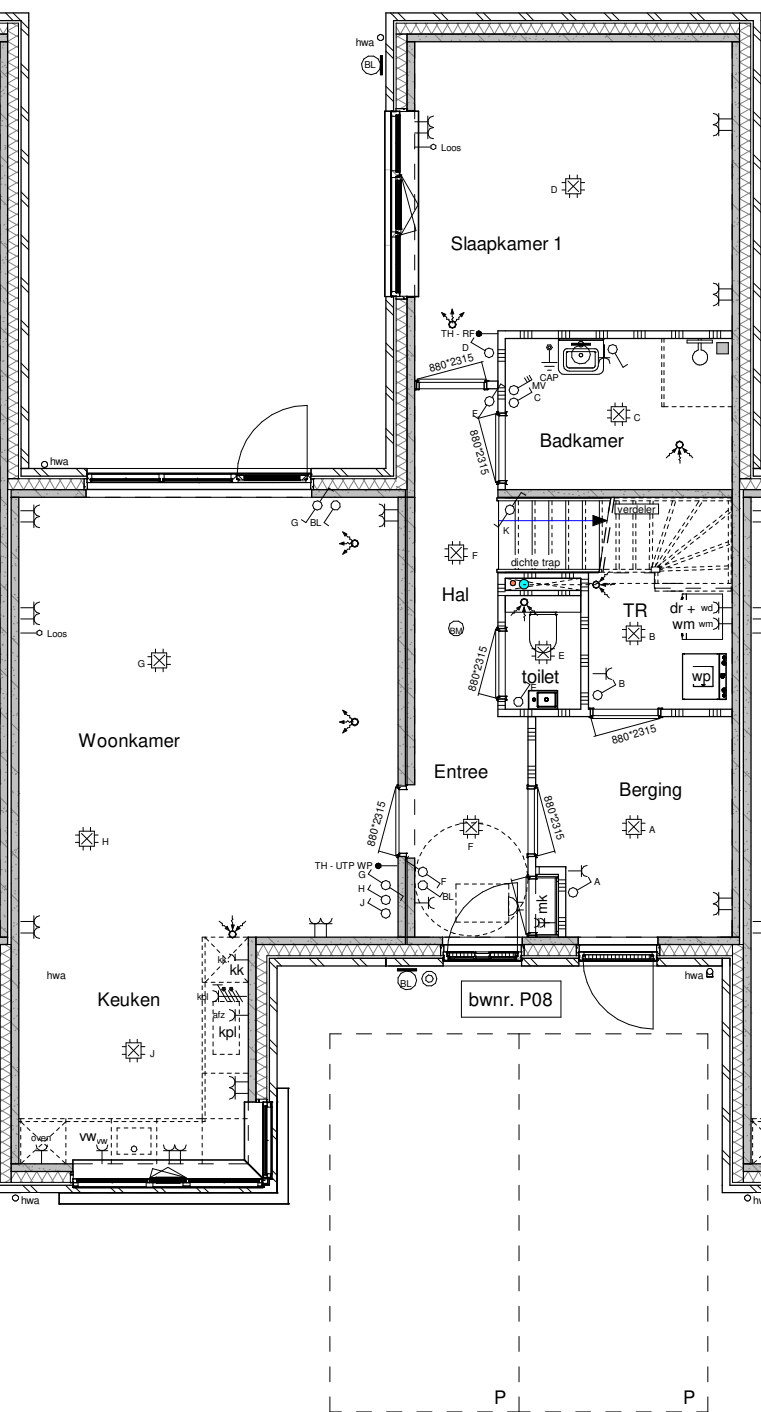 hwa
BL
Loos
D
Slaapkamer 1
TH - RF
D
880*2315
CAP
MV
C
E
C
Badkamer
880*2315
hwa
G
BL
K
verdeler
F
dichte trap
Hal
TR
dr +
wd
wm
wm
BM
B
Loos
E
G
880*2315
toilet
wp
E
B
880*2315
Woonkamer
Entree
Berging
880*2315
880*2315
H
F
A
TH - UTP WP
G
F
H
BL
J
A
mk
kk
kk
hwa
hwa
BL
bwnr. P08
Keuken
kpl
afz
kpl
J
oven
vw
vw
hwa
hwa
P
P